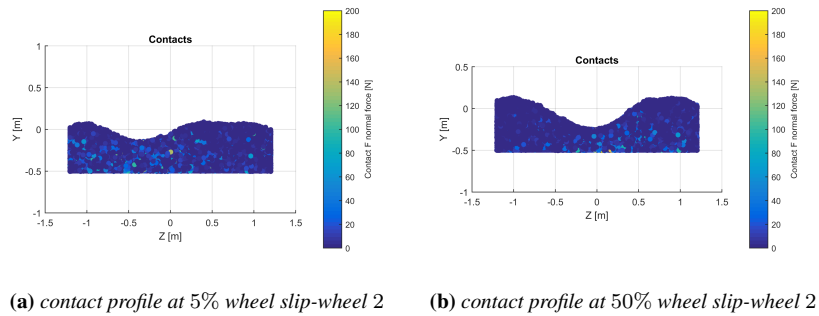 Contacts
1
0.5
0
-0.5
-1
Y [m]
-1.5 -1 -0.5 0 0.5 1 1.5
Z [m]
200
180
160
140
120
100
80
60
40
20
0
Contact F normal force [N]
Contacts
0.5
0
-0.5
-1
Y [m]
-1.5 -1 -0.5 0 0.5 1 1.5
Z [m]
200
180
160
140
120
100
80
60
40
20
0
Contact F normal force [N]
(a) contact profile at 5% wheel slip-wheel 2
(b) contact profile at 50% wheel slip-wheel 2